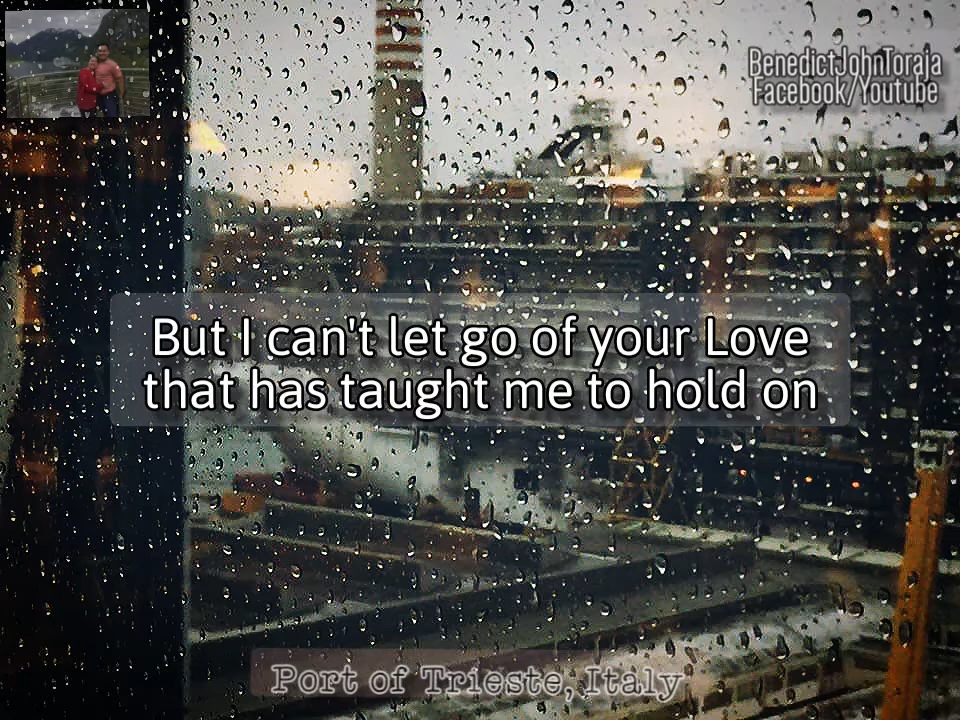 BenedictJohnToraja
Facebook/Youtube
But I can't let go of your Love
that has taught me to hold on
Port of Trieste, Italy